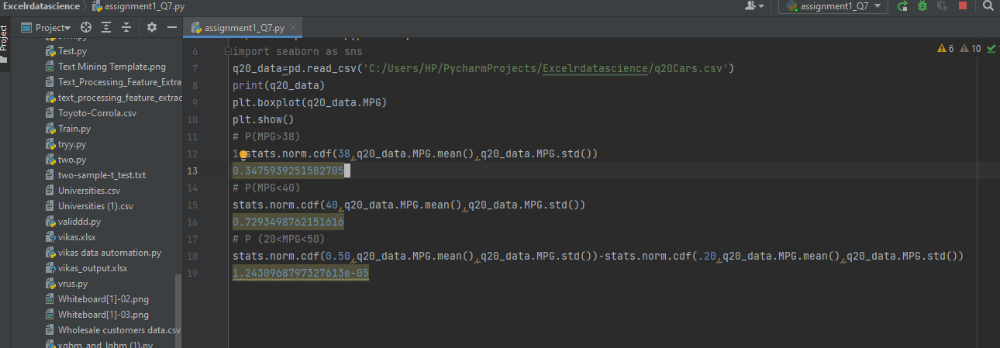 Excelrdatascience
assignment1_Q7.py
assignment1_Q7
Project
Project
assignment1_Q7.py
6
10
Test.py
Text Mining Template.png
Text_Processing_Feature_Extrac
text_processing_feature_extrac
Toyoto-Corrola.csv
Train.py
tryy.py
two.py
two-sample-t_test.txt
Universities.csv
Universities (1).csv
validdd.py
vikas.xlsx
vikas data automation.py
vikas_output.xlsx
vrus.py
Whiteboard[1]-02.png
Whiteboard[1]-03.png
Wholesale customers data.csv
xgbm_and_lgbm (1).py
6 import seaborn as sns
7 q20_data=pd.read_csv('C:/Users/HP/PycharmProjects/Excelrdatascience/q20Cars.csv')
8 print(q20_data)
9 plt.boxplot(q20_data.MPG)
10 plt.show()
11 # P(MPG>38)
12 1 stats.norm.cdf(38,q20_data.MPG.mean(),q20_data.MPG.std())
13 0.3475939251582705
14 # P(MPG<40)
15 stats.norm.cdf(40,q20_data.MPG.mean(),q20_data.MPG.std())
16 0.7293498762151616
17 # P (20<MPG<50)
18 stats.norm.cdf(0.50,q20_data.MPG.mean(),q20_data.MPG.std())-stats.norm.cdf(.20,q20_data.MPG.mean(),q20_data.MPG.std())
19 1.2430968797327613e-05